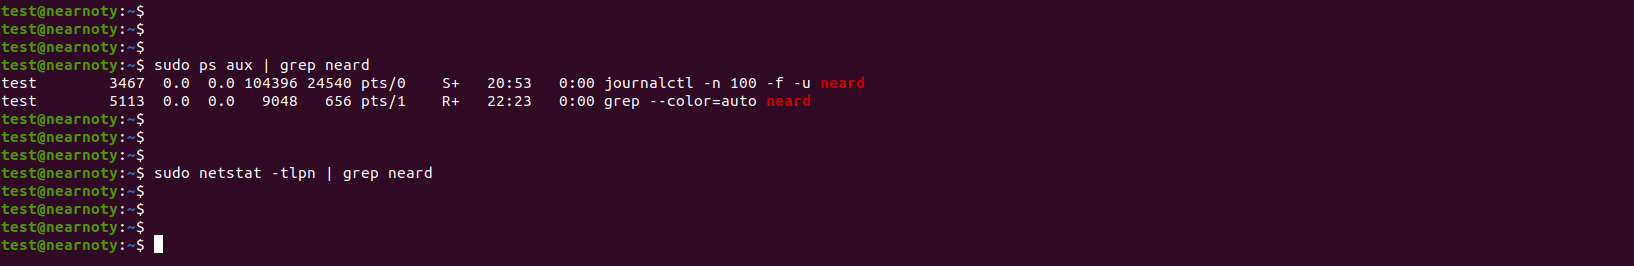 test@nearnoty:~$
test@nearnoty:~$
test@nearnoty:~$
test@nearnoty:~$ sudo ps aux | grep neard
test        3467  0.0  0.0 104396 24540 pts/0    S+   20:53   0:00 journalctl -n 100 -f -u neard
test        5113  0.0  0.0   9048   656 pts/1    R+   22:23   0:00 grep --color=auto neard
test@nearnoty:~$
test@nearnoty:~$
test@nearnoty:~$
test@nearnoty:~$ sudo netstat -tlpn | grep neard
test@nearnoty:~$
test@nearnoty:~$
test@nearnoty:~$
test@nearnoty:~$